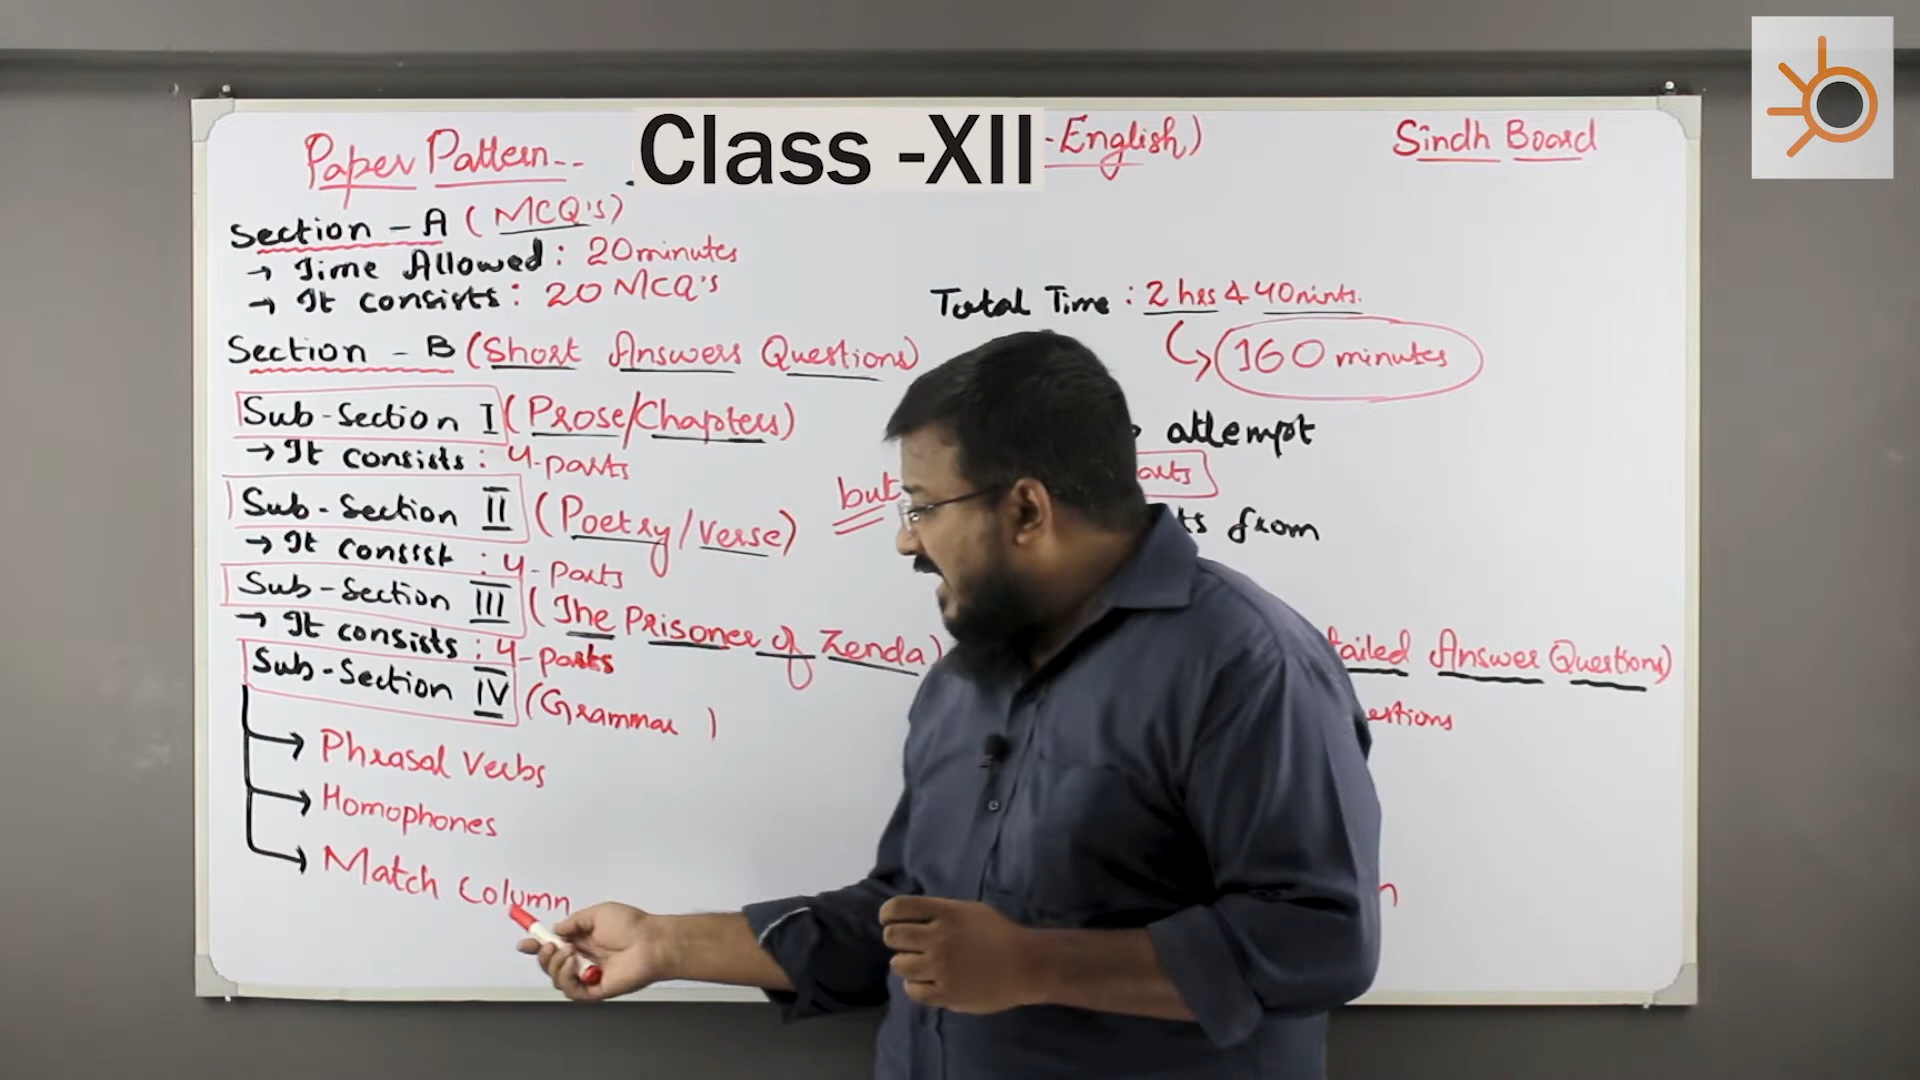 Paper Pattern.. Class -XII -English) Sindh Board
Section - A (MCQ's)
→ Time Allowed: 20minutes
→ It consists: 20 MCQ's
Section - B (Short Answers Questions)
Sub-Section I (Prose/Chapters)
→ It consists: 4-parts
Sub-Section II (Poetry/Verse)
→ It consist: 4-parts
Sub-Section III (The Prisoner of Zenda)
→ It consists: 4-parts
Sub-Section IV (Grammar)
→ Phrasal Verbs
→ Homophones
→ Match Column
Total Time: 2 hrs & 40 mints.
160 minutes
attempt
but
from
Answer Questions)